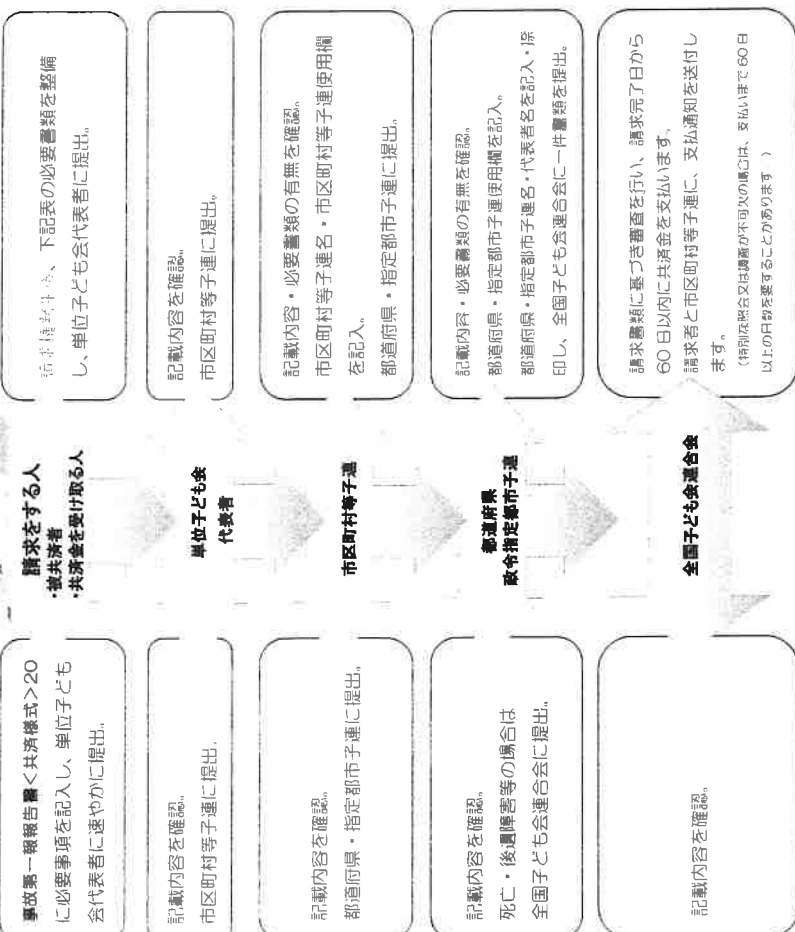 事故第一報報告書＜共済様式＞20
に必要事項を記入し、単位子ども
会代表者に速やかに提出。
請求をする人
・被共済者
・共済金を受け取る人
下記表の必要書類を整備
し、単位子ども会代表者に提出。
記載内容を確認。
市区町村等子連に提出。
単位子ども会
代表者
記載内容を確認。
市区町村等子連に提出。
記載内容を確認。
都道府県・指定都市子連に提出。
市区町村等子連
記載内容・必要書類の有無を確認。
市区町村等子連名・市区町村等子連使用欄
を記入。
都道府県・指定都市子連に提出。
記載内容を確認。
死亡・後遺障害等の場合は
全国子ども会連合会に提出。
都道府県
政令指定都市子連
記載内容・必要書類の有無を確認。
都道府県・指定都市子連使用欄を記入。
都道府県・指定都市子連名・代表者名を記入・捺
印し、全国子ども会連合会に一件書類を提出。
記載内容を確認。
全国子ども会連合会
請求書類に基づき審査を行い、請求完了日から
60日以内に共済金を支払います。
請求者と市区町村等子連に、支払通知を送付し
ます。
（特別な照会又は調査が不可欠の場合は、支払いまで60日
以上の日数を要することがあります）